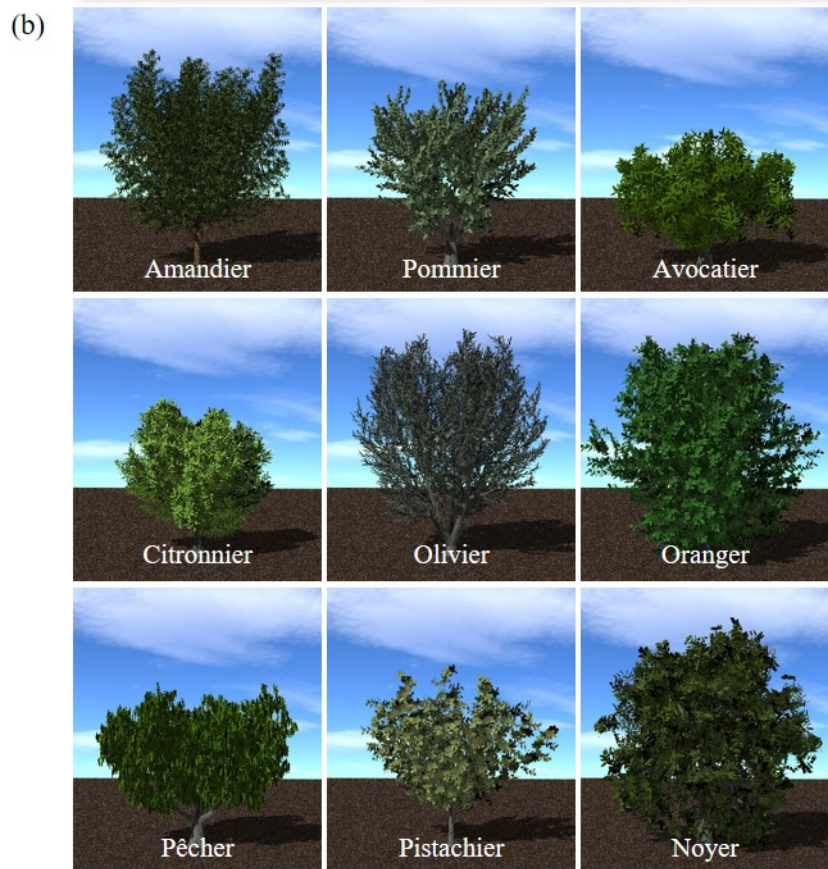 (b)
Amandier
Pommier
Avocatier
Citronnier
Olivier
Oranger
Pêcher
Pistachier
Noyer